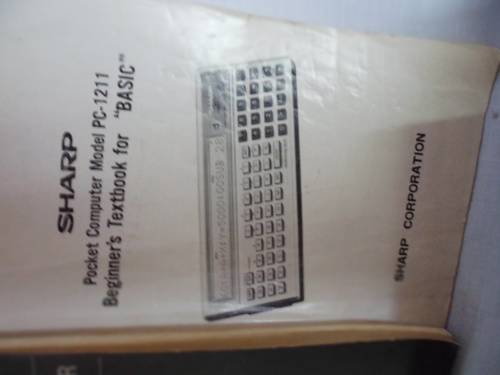 SHARP
Pocket Computer Model PC-1211
Beginner's Textbook for "BASIC"
SHARP CORPORATION
R